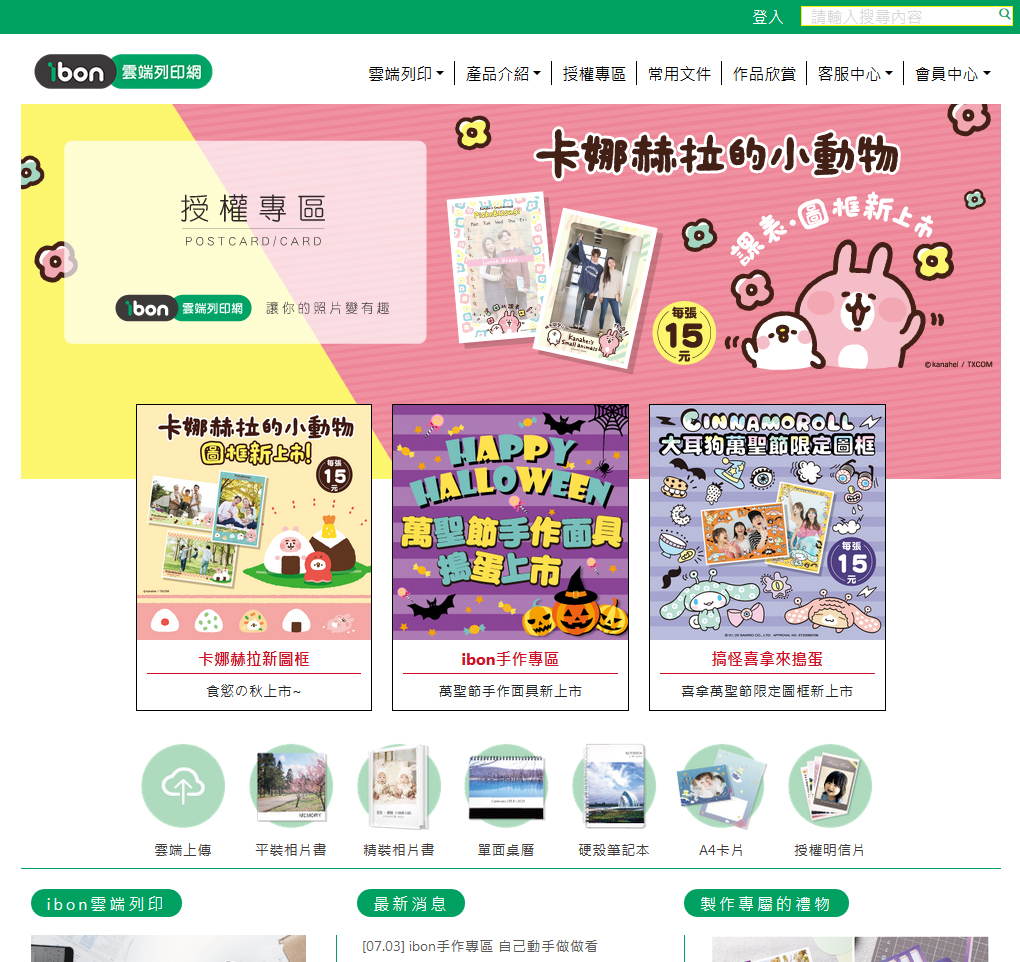 登入
請輸入搜尋內容
ibon 雲端列印網
雲端列印 產品介紹 授權專區 常用文件 作品欣賞 客服中心 會員中心
卡娜赫拉的小動物
授權專區
POSTCARD/CARD
課表·圖框新上市
ibon 雲端列印網 讓你的照片變有趣
每張
15
元
©kanahei / TXCOM
卡娜赫拉的小動物
圖框新上市!
每張
15
元
卡娜赫拉新圖框
食慾の秋上市~
HAPPY
HALLOWEEN
萬聖節手作面具
搗蛋上市
ibon手作專區
萬聖節手作面具新上市
CINNAMOROLL
大耳狗萬聖節限定圖框
每張
15
元
搞怪喜拿來搗蛋
喜拿萬聖節限定圖框新上市
MEMORY
雲端上傳 平裝相片書 精裝相片書 單面桌曆 硬殼筆記本 A4卡片 授權明信片
ibon雲端列印 最新消息 製作專屬的禮物
[07.03] ibon手作專區 自己動手做做看